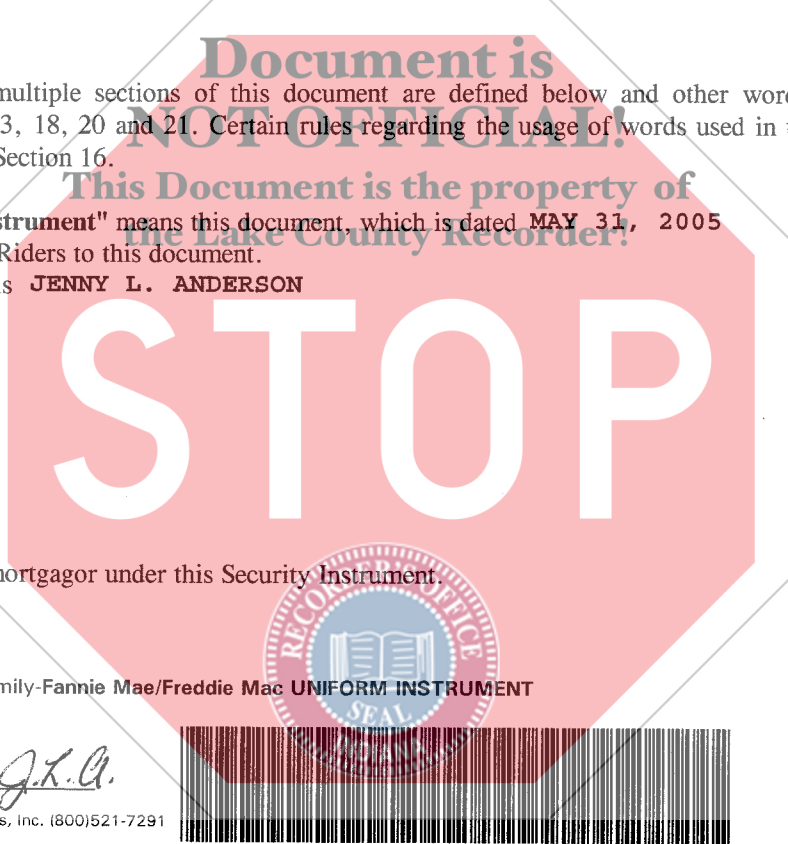 Document is
multiple sections of this document are defined below and other word
NOT OFFICIAL!
3, 18, 20 and 21. Certain rules regarding the usage of words used in
Section 16.
This Document is the property of
strument" means this document, which is dated MAY 31, 2005
the Lake County Recorder!
Riders to this document.
s JENNY L. ANDERSON
STOP
mortgagor under this Security Instrument.
RECORDER'S OFFICE
mily-Fannie Mae/Freddie Mac UNIFORM INSTRUMENT
SEAL
INDIANA
J.L.A.
s, Inc. (800)521-7291